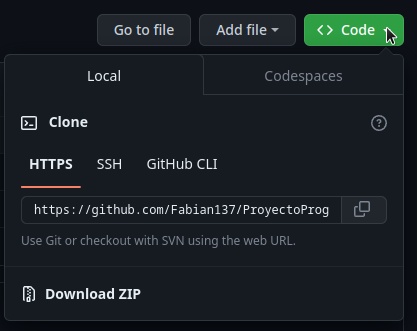 Go to file Add file Code
Local Codespaces
Clone
HTTPS SSH GitHub CLI
https://github.com/Fabian137/ProyectoProg
Use Git or checkout with SVN using the web URL.
Download ZIP